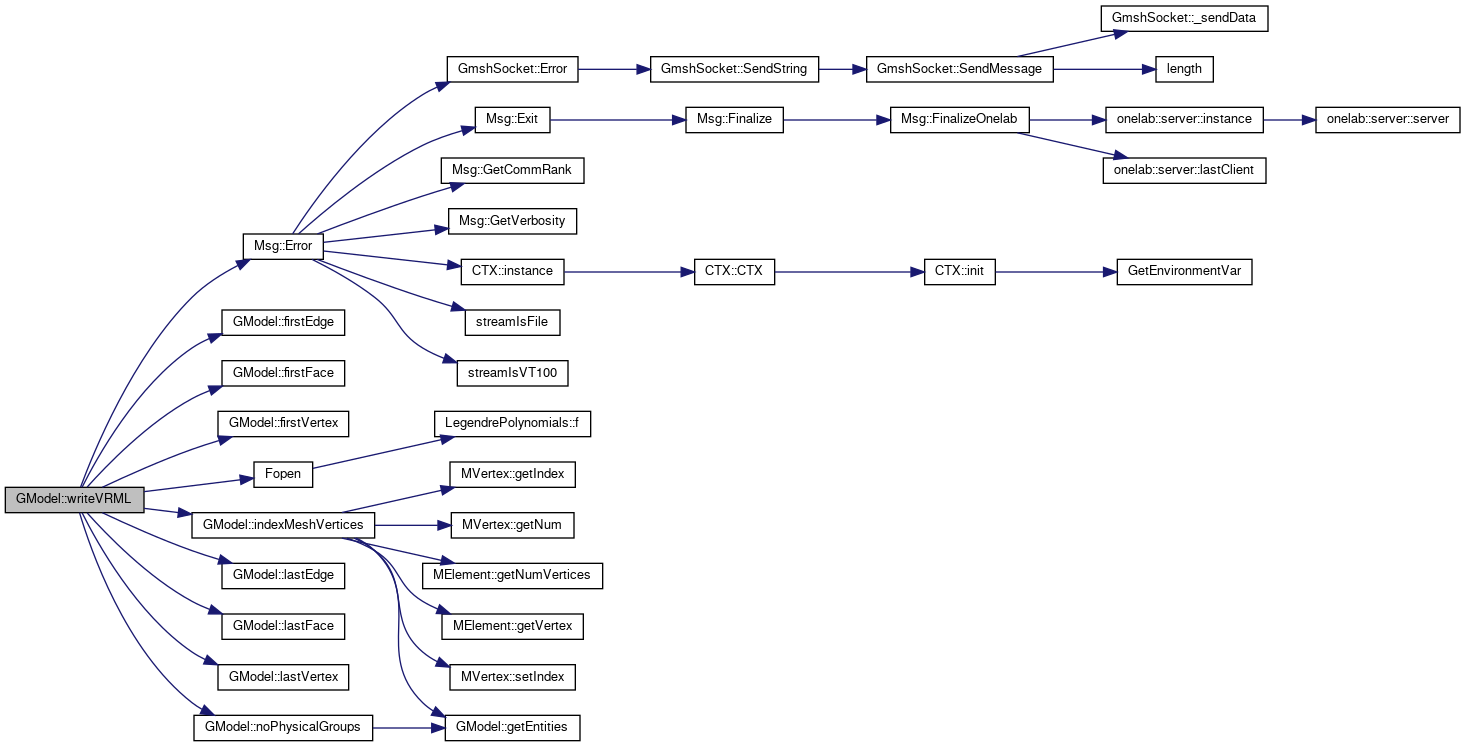 GmshSocket::_sendData
GmshSocket::Error
GmshSocket::SendString
GmshSocket::SendMessage
length
Msg::Exit
Msg::Finalize
Msg::FinalizeOnelab
onelab::server::instance
onelab::server::server
Msg::GetCommRank
onelab::server::lastClient
Msg::GetVerbosity
Msg::Error
CTX::instance
CTX::CTX
CTX::init
GetEnvironmentVar
GModel::firstEdge
streamIsFile
GModel::firstFace
streamIsVT100
GModel::firstVertex
LegendrePolynomials::f
Fopen
MVertex::getIndex
GModel::writeVRML
GModel::indexMeshVertices
MVertex::getNum
GModel::lastEdge
MElement::getNumVertices
GModel::lastFace
MElement::getVertex
GModel::lastVertex
MVertex::setIndex
GModel::noPhysicalGroups
GModel::getEntities